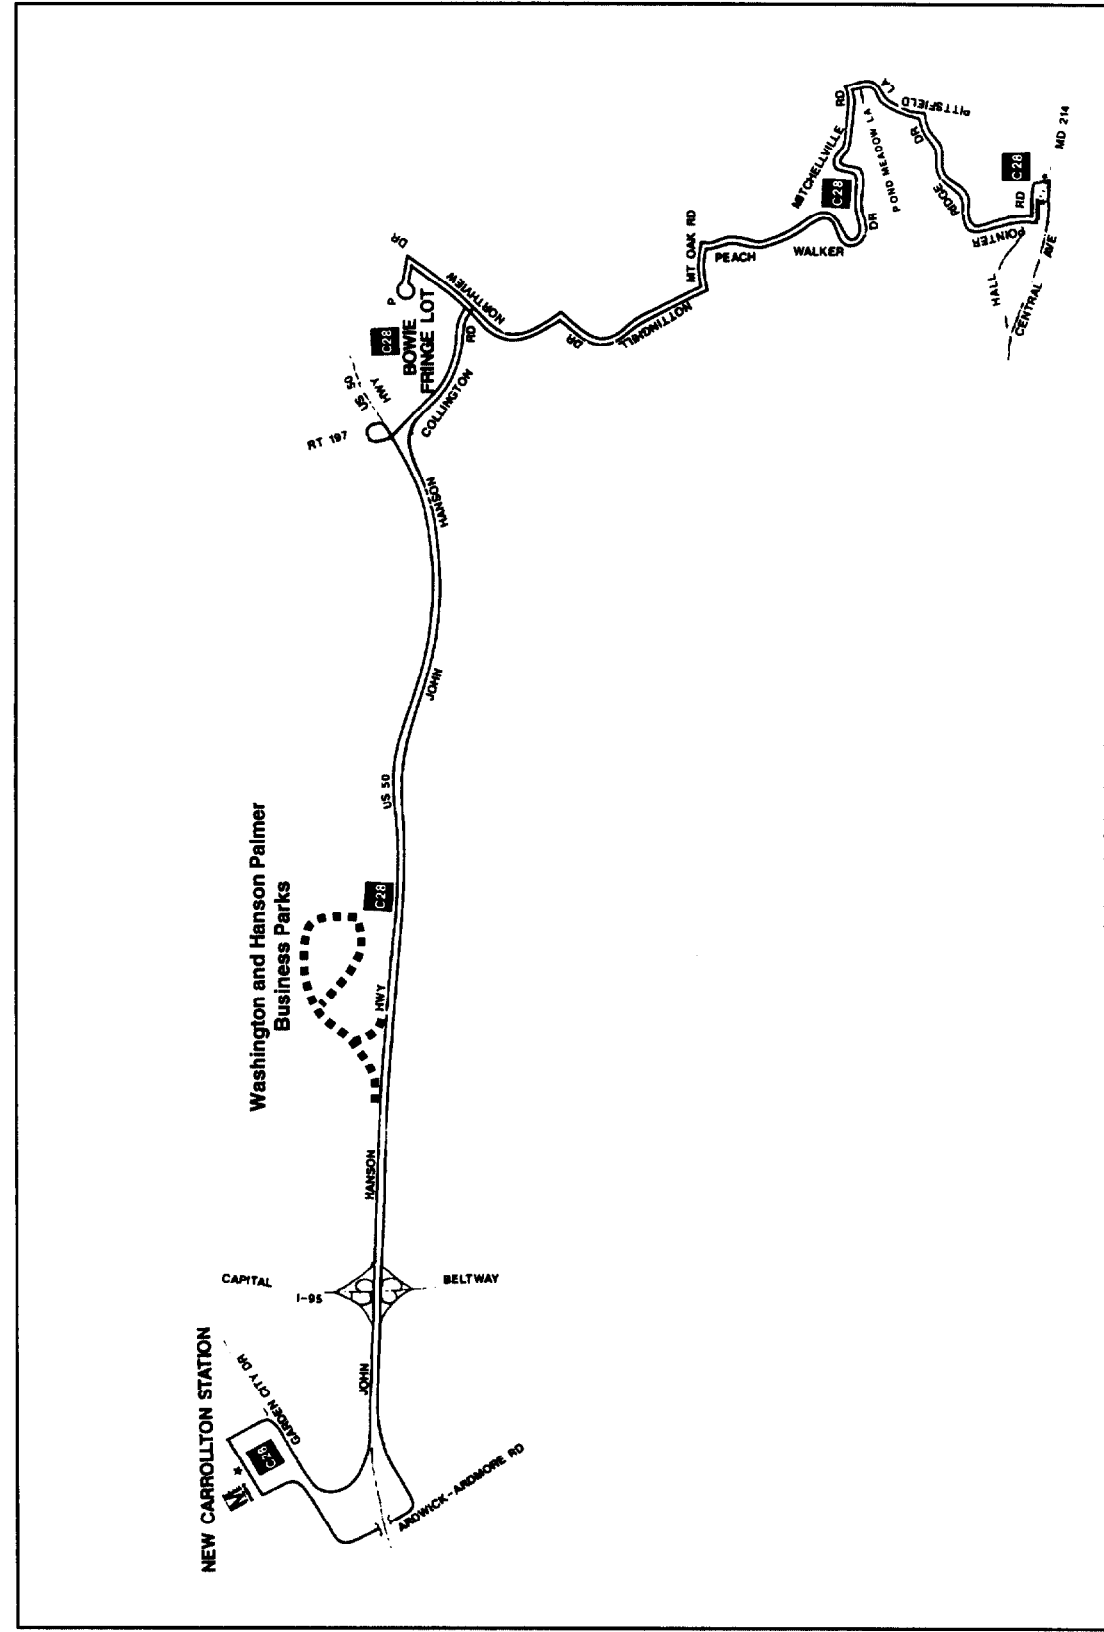 NEW CARROLLTON STATION
M
C28
GARDEN CITY DR
ARDWICK - ARDMORE RD
JOHN
CAPITAL
BELTWAY
I-95
HANSON
HWY
Washington and Hanson Palmer
Business Parks
C28
US 50
JOHN
HANSON
RT 197
US 50
HWY
C28
BOWIE
FRINGE LOT
P
COLLINGTON
RD
NORTHVIEW
DR
DR
NOTTINGHILL
MT OAK RD
PEACH
WALKER
DR
C28
MITCHELLVILLE
RD
POND MEADOW LA
PITTSFIELD
LA
DR
RIDGE
POINTER
RD
C28
HALL
CENTRAL
AVE
MD 214